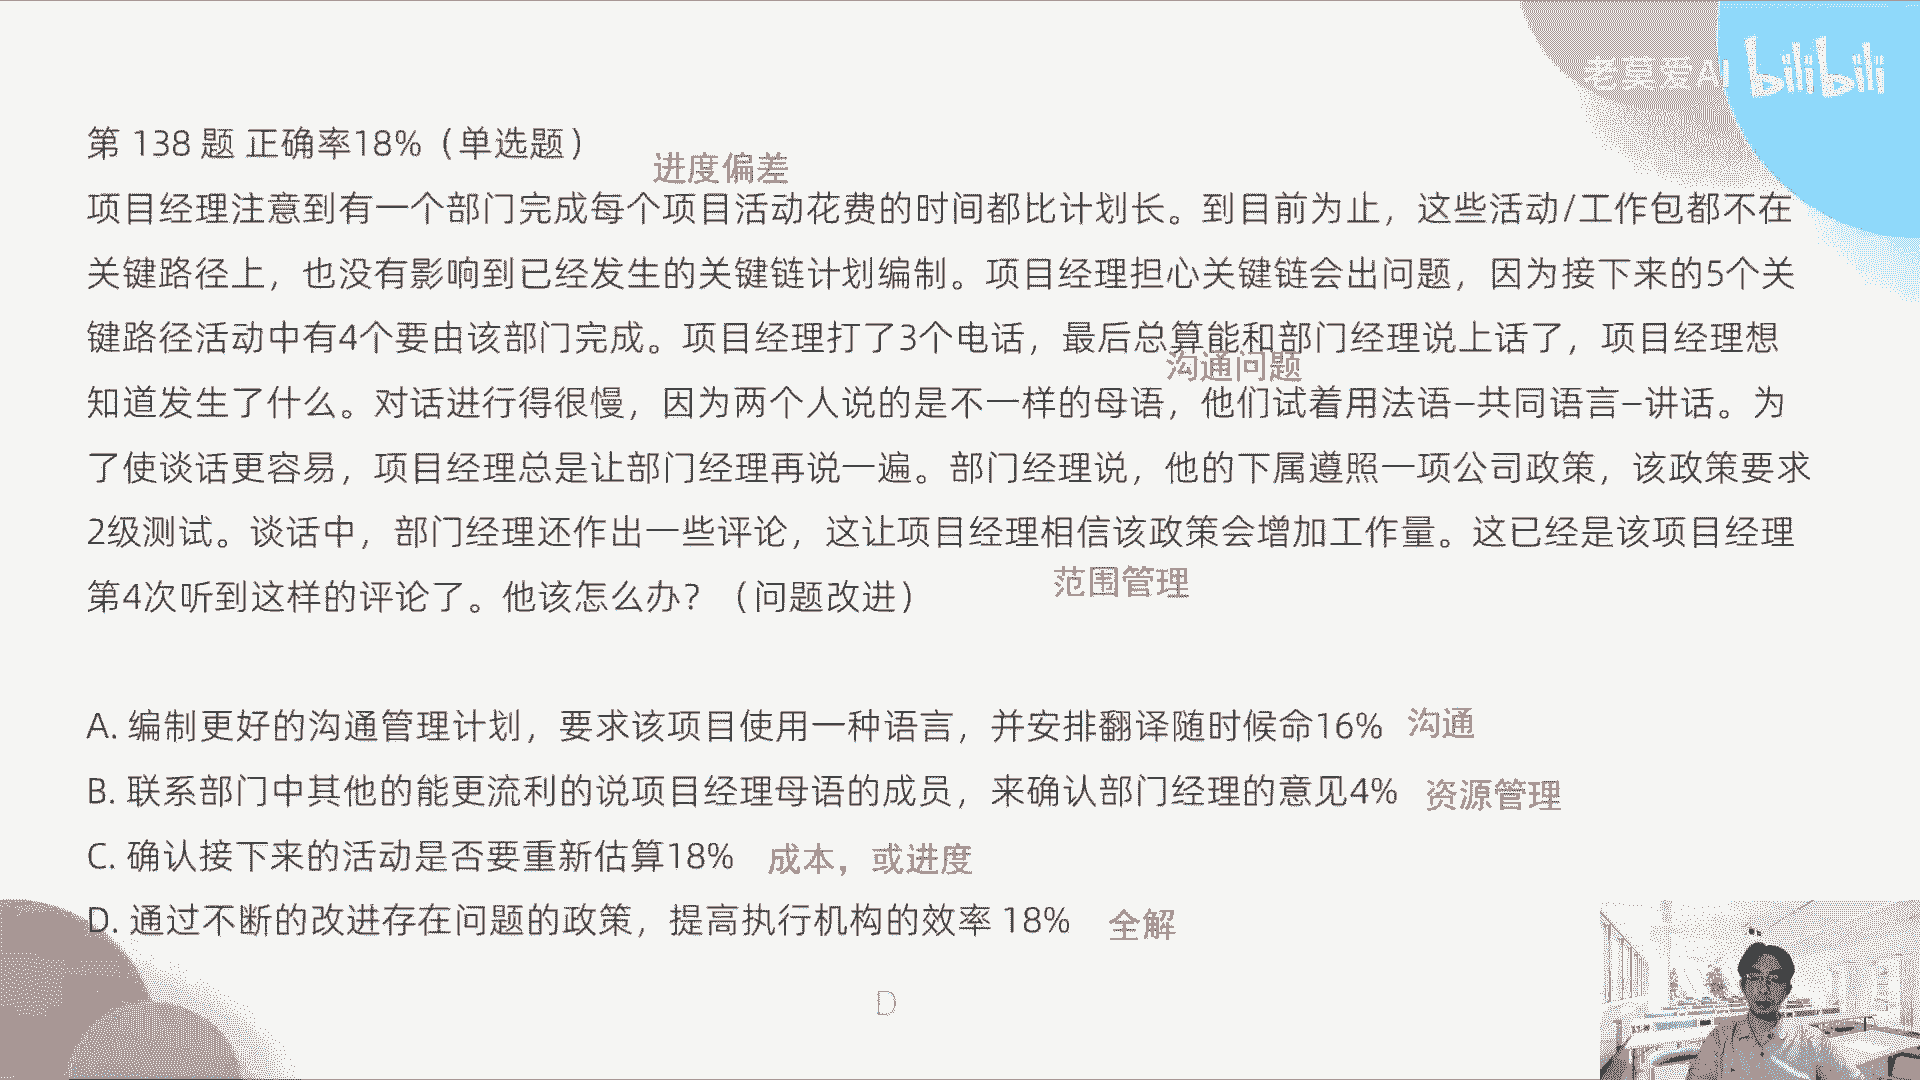 老莫爱AI bilibili
第 138 题 正确率18%（单选题）
进度偏差
项目经理注意到有一个部门完成每个项目活动花费的时间都比计划长。到目前为止，这些活动/工作包都不在
关键路径上，也没有影响到已经发生的关键链计划编制。项目经理担心关键链会出问题，因为接下来的5个关
键路径活动中有4个要由该部门完成。项目经理打了3个电话，最后总算能和部门经理说上话了，项目经理想
沟通问题
知道发生了什么。对话进行得很慢，因为两个人说的是不一样的母语，他们试着用法语–共同语言–讲话。为
了使谈话更容易，项目经理总是让部门经理再说一遍。部门经理说，他的下属遵照一项公司政策，该政策要求
2级测试。谈话中，部门经理还作出一些评论，这让项目经理相信该政策会增加工作量。这已经是该项目经理
范围管理
第4次听到这样的评论了。他该怎么办？（问题改进）
A. 编制更好的沟通管理计划，要求该项目使用一种语言，并安排翻译随时候命16% 沟通
B. 联系部门中其他的能更流利的说项目经理母语的成员，来确认部门经理的意见4% 资源管理
C. 确认接下来的活动是否要重新估算18% 成本，或进度
D. 通过不断的改进存在问题的政策，提高执行机构的效率 18% 全解
D